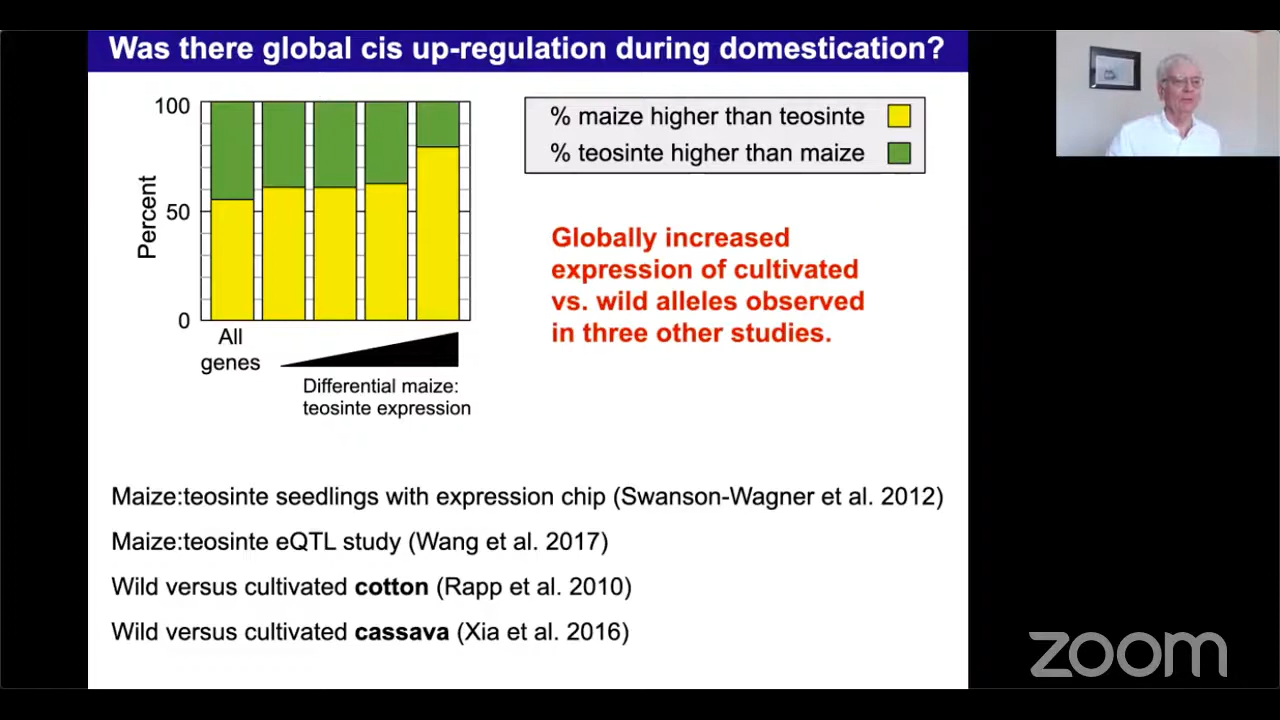 Was there global cis up-regulation during domestication?
100
50
0
Percent
All
genes
Differential maize:
teosinte expression
% maize higher than teosinte
% teosinte higher than maize
Globally increased
expression of cultivated
vs. wild alleles observed
in three other studies.
Maize:teosinte seedlings with expression chip (Swanson-Wagner et al. 2012)
Maize:teosinte eQTL study (Wang et al. 2017)
Wild versus cultivated cotton (Rapp et al. 2010)
Wild versus cultivated cassava (Xia et al. 2016)
zoom